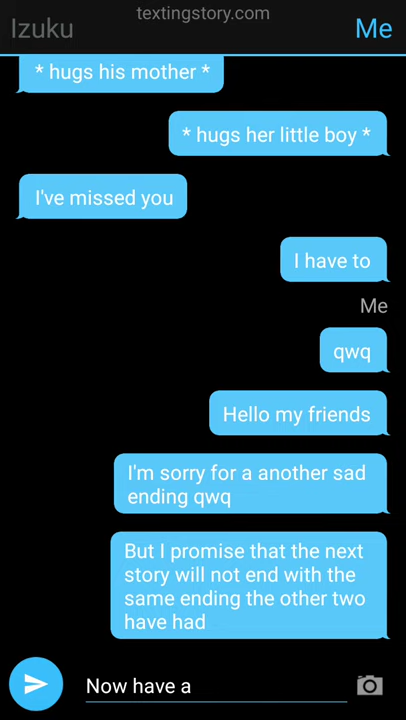 textingstory.com
Izuku
Me
* hugs his mother *
* hugs her little boy *
I've missed you
I have to
Me
qwq
Hello my friends
I'm sorry for a another sad
ending qwq
But I promise that the next
story will not end with the
same ending the other two
have had
Now have a